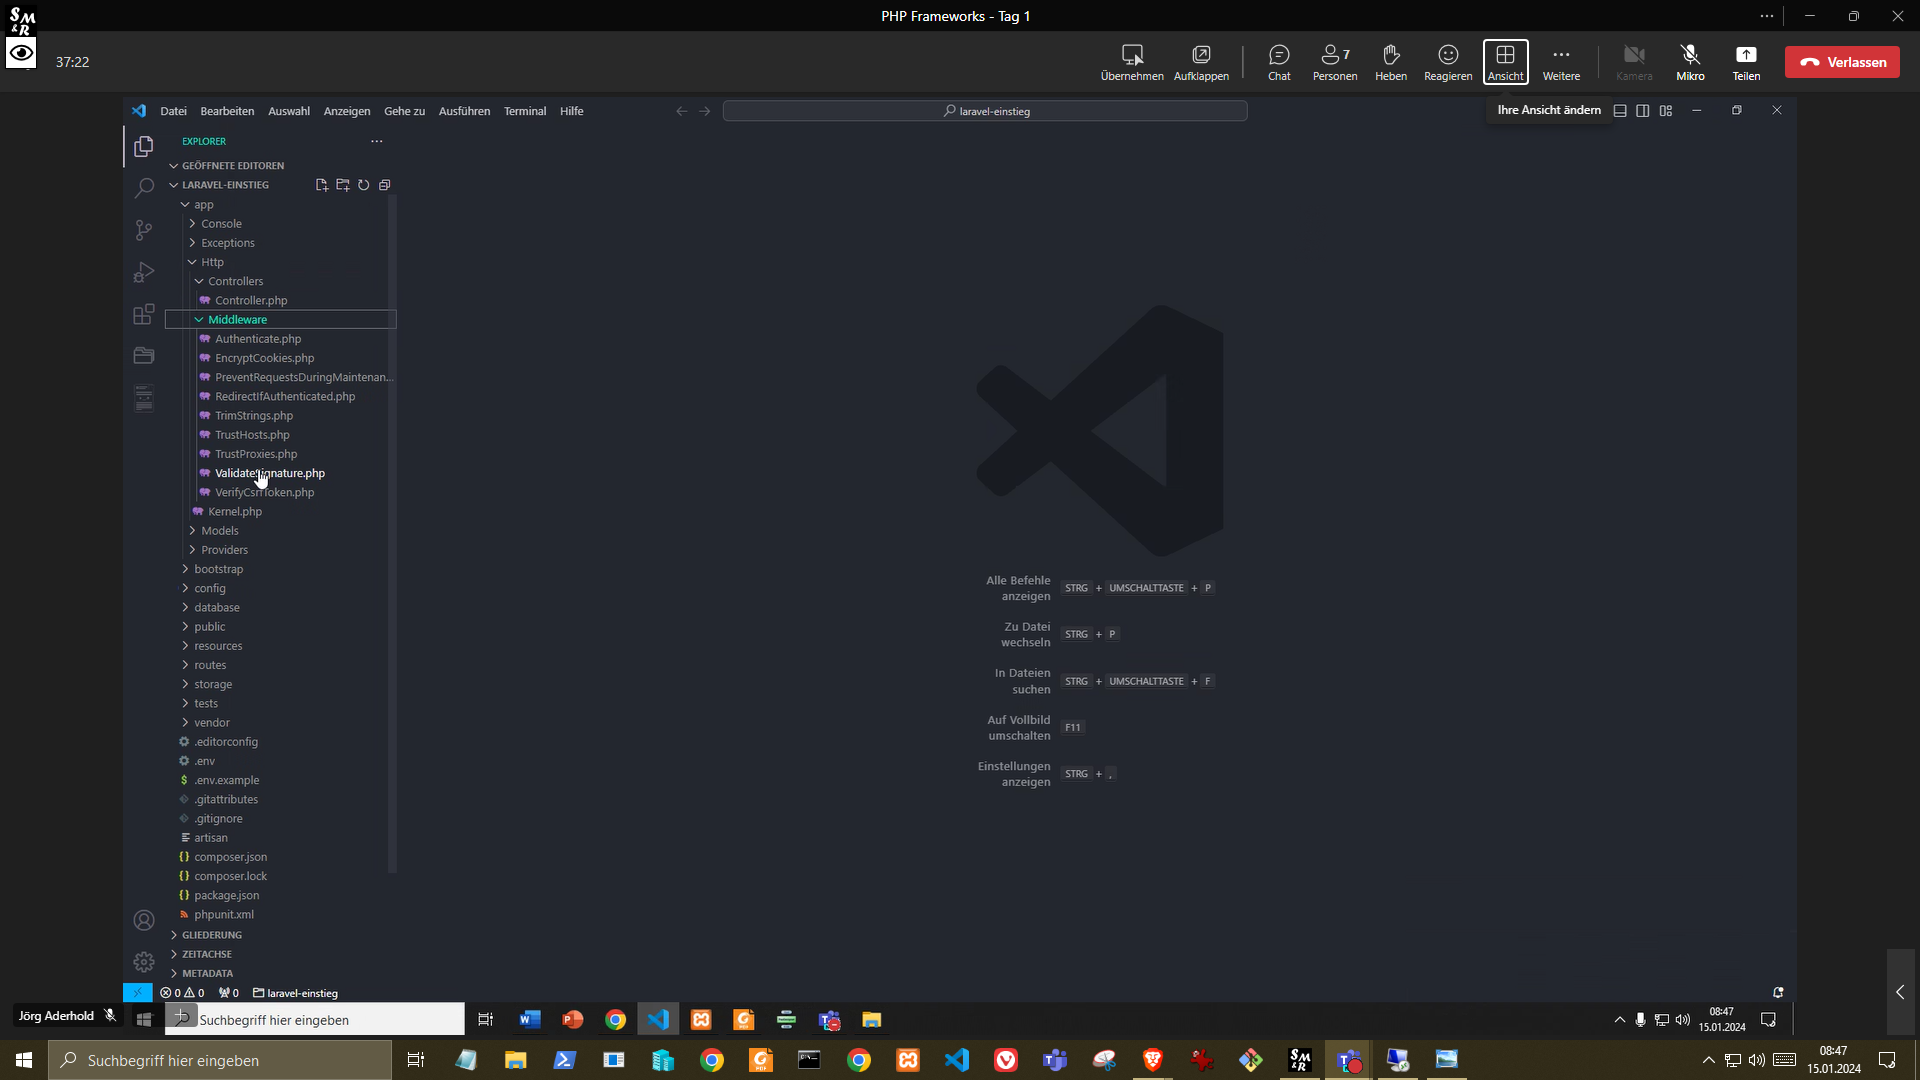 SM&R
PHP Frameworks - Tag 1
37:22
Übernehmen
Aufklappen
Chat
7
Personen
Heben
Reagieren
Ansicht
Weitere
Kamera
Mikro
Teilen
Verlassen
Datei Bearbeiten Auswahl Anzeigen Gehe zu Ausführen Terminal Hilfe
laravel-einstieg
Ihre Ansicht ändern
EXPLORER
GEÖFFNETE EDITOREN
LARAVEL-EINSTIEG
app
Console
Exceptions
Http
Controllers
Controller.php
Middleware
Authenticate.php
EncryptCookies.php
PreventRequestsDuringMaintenan...
RedirectIfAuthenticated.php
TrimStrings.php
TrustHosts.php
TrustProxies.php
ValidateSignature.php
VerifyCsrfToken.php
Kernel.php
Models
Providers
bootstrap
config
database
public
resources
routes
storage
tests
vendor
.editorconfig
.env
.env.example
.gitattributes
.gitignore
artisan
composer.json
composer.lock
package.json
phpunit.xml
GLIEDERUNG
ZEITACHSE
METADATA
Alle Befehle anzeigen STRG + UMSCHALTTASTE + P
Zu Datei wechseln STRG + P
In Dateien suchen STRG + UMSCHALTTASTE + F
Auf Vollbild umschalten F11
Einstellungen anzeigen STRG + ,
0 0 0 laravel-einstieg
Jörg Aderhold
Suchbegriff hier eingeben
08:47
15.01.2024
Suchbegriff hier eingeben
SM&R
08:47
15.01.2024